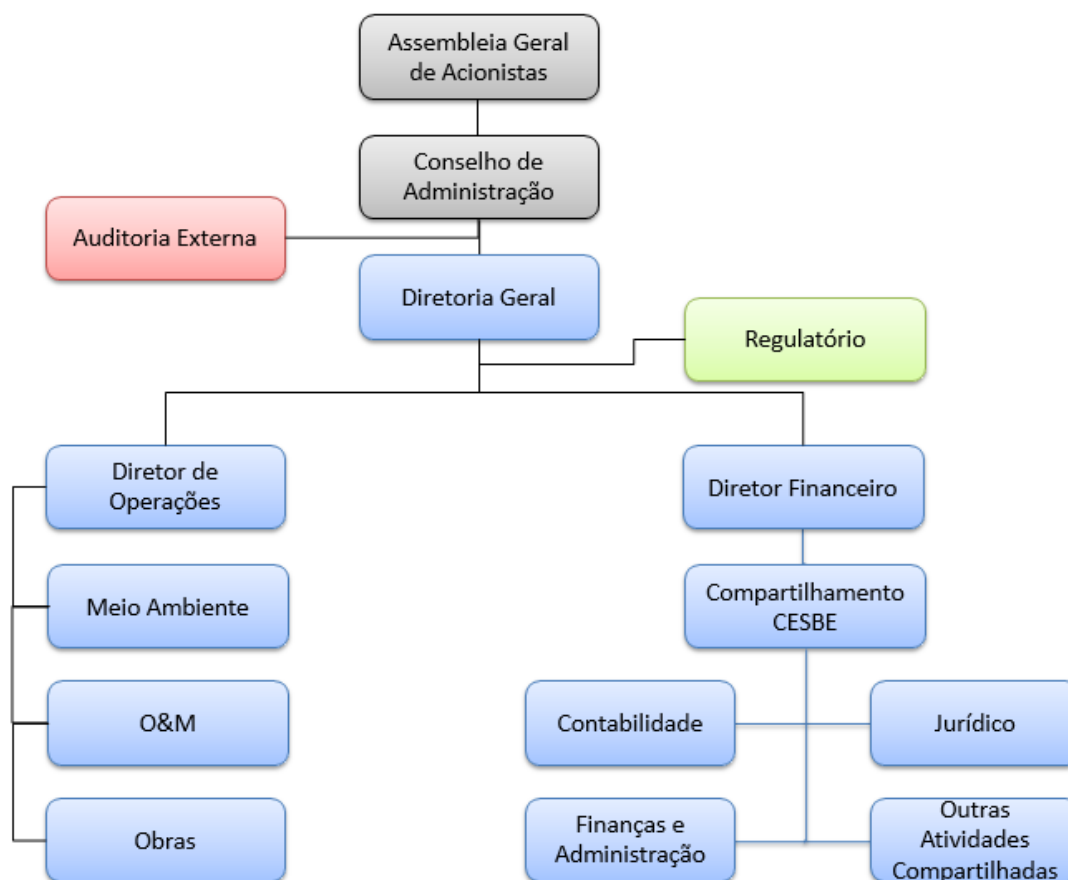 Assembleia Geral
de Acionistas
Conselho de
Administração
Auditoria Externa
Diretoria Geral
Regulatório
Diretor de
Operações
Diretor Financeiro
Meio Ambiente
Compartilhamento
CESBE
O&M
Contabilidade
Jurídico
Obras
Finanças e
Administração
Outras
Atividades
Compartilhadas